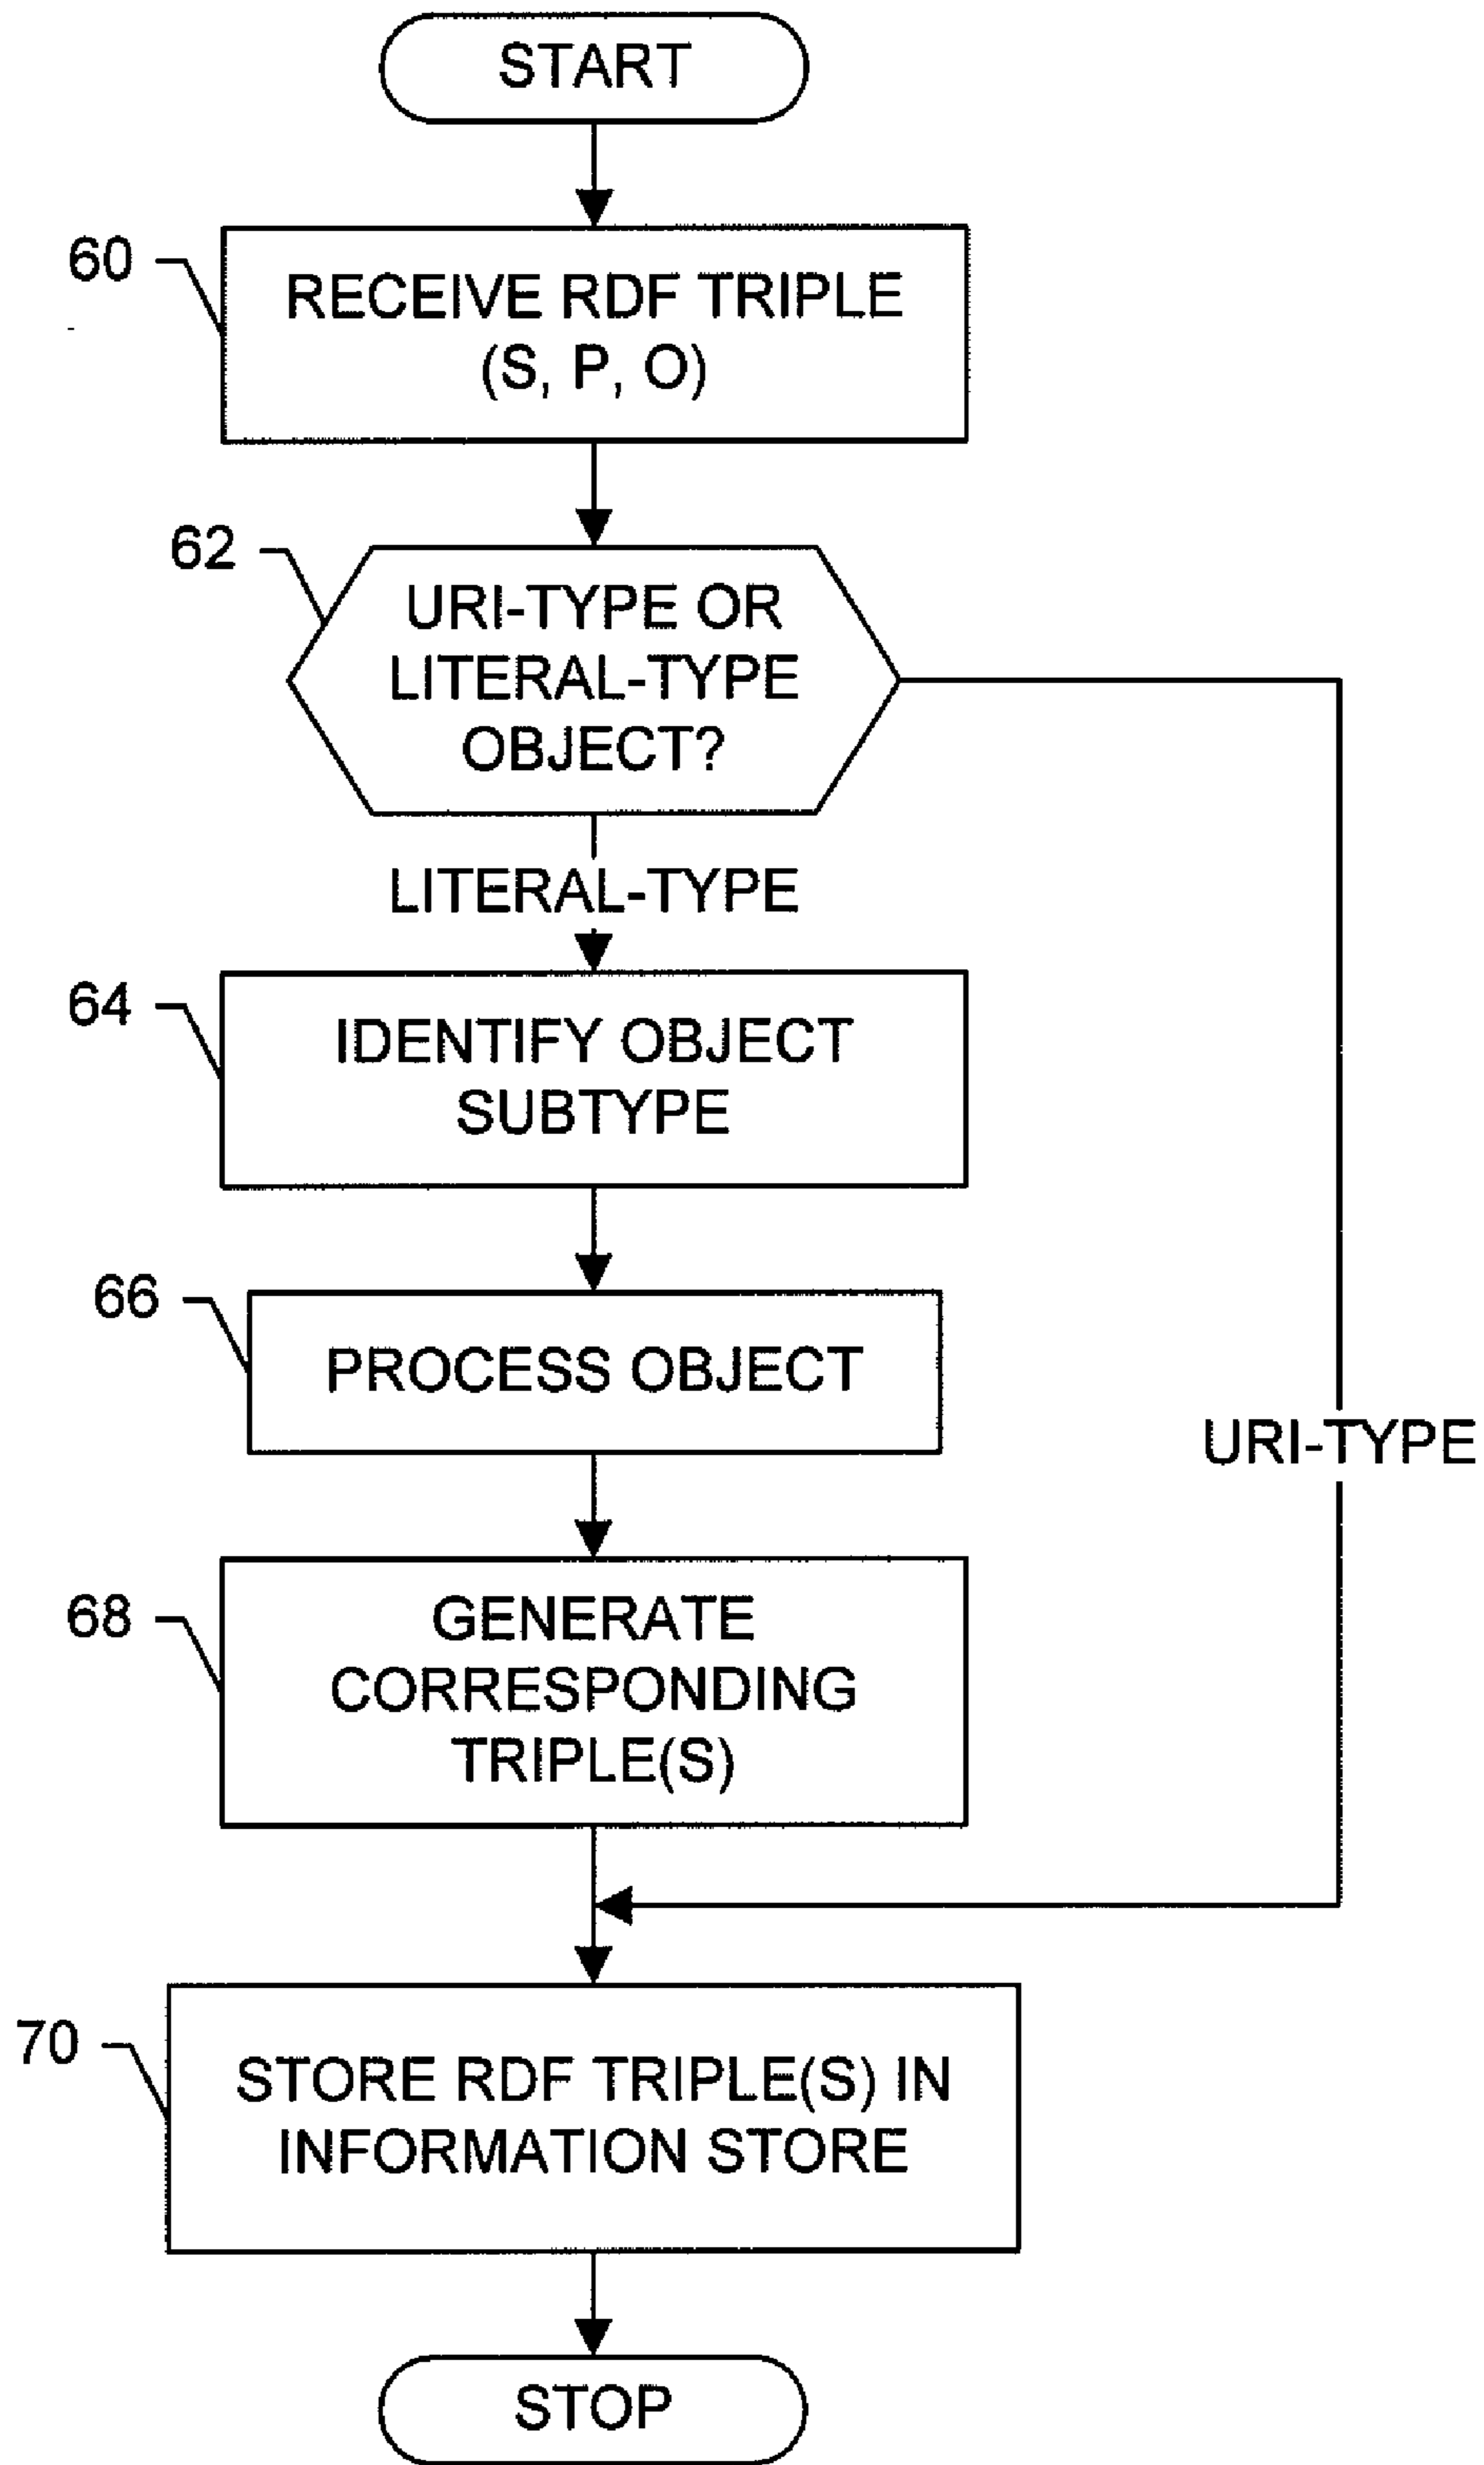 START
60
RECEIVE RDF TRIPLE
(S, P, O)
62
URI-TYPE OR
LITERAL-TYPE
OBJECT?
LITERAL-TYPE
64
IDENTIFY OBJECT
SUBTYPE
66
PROCESS OBJECT
URI-TYPE
68
GENERATE
CORRESPONDING
TRIPLE(S)
70
STORE RDF TRIPLE(S) IN
INFORMATION STORE
STOP